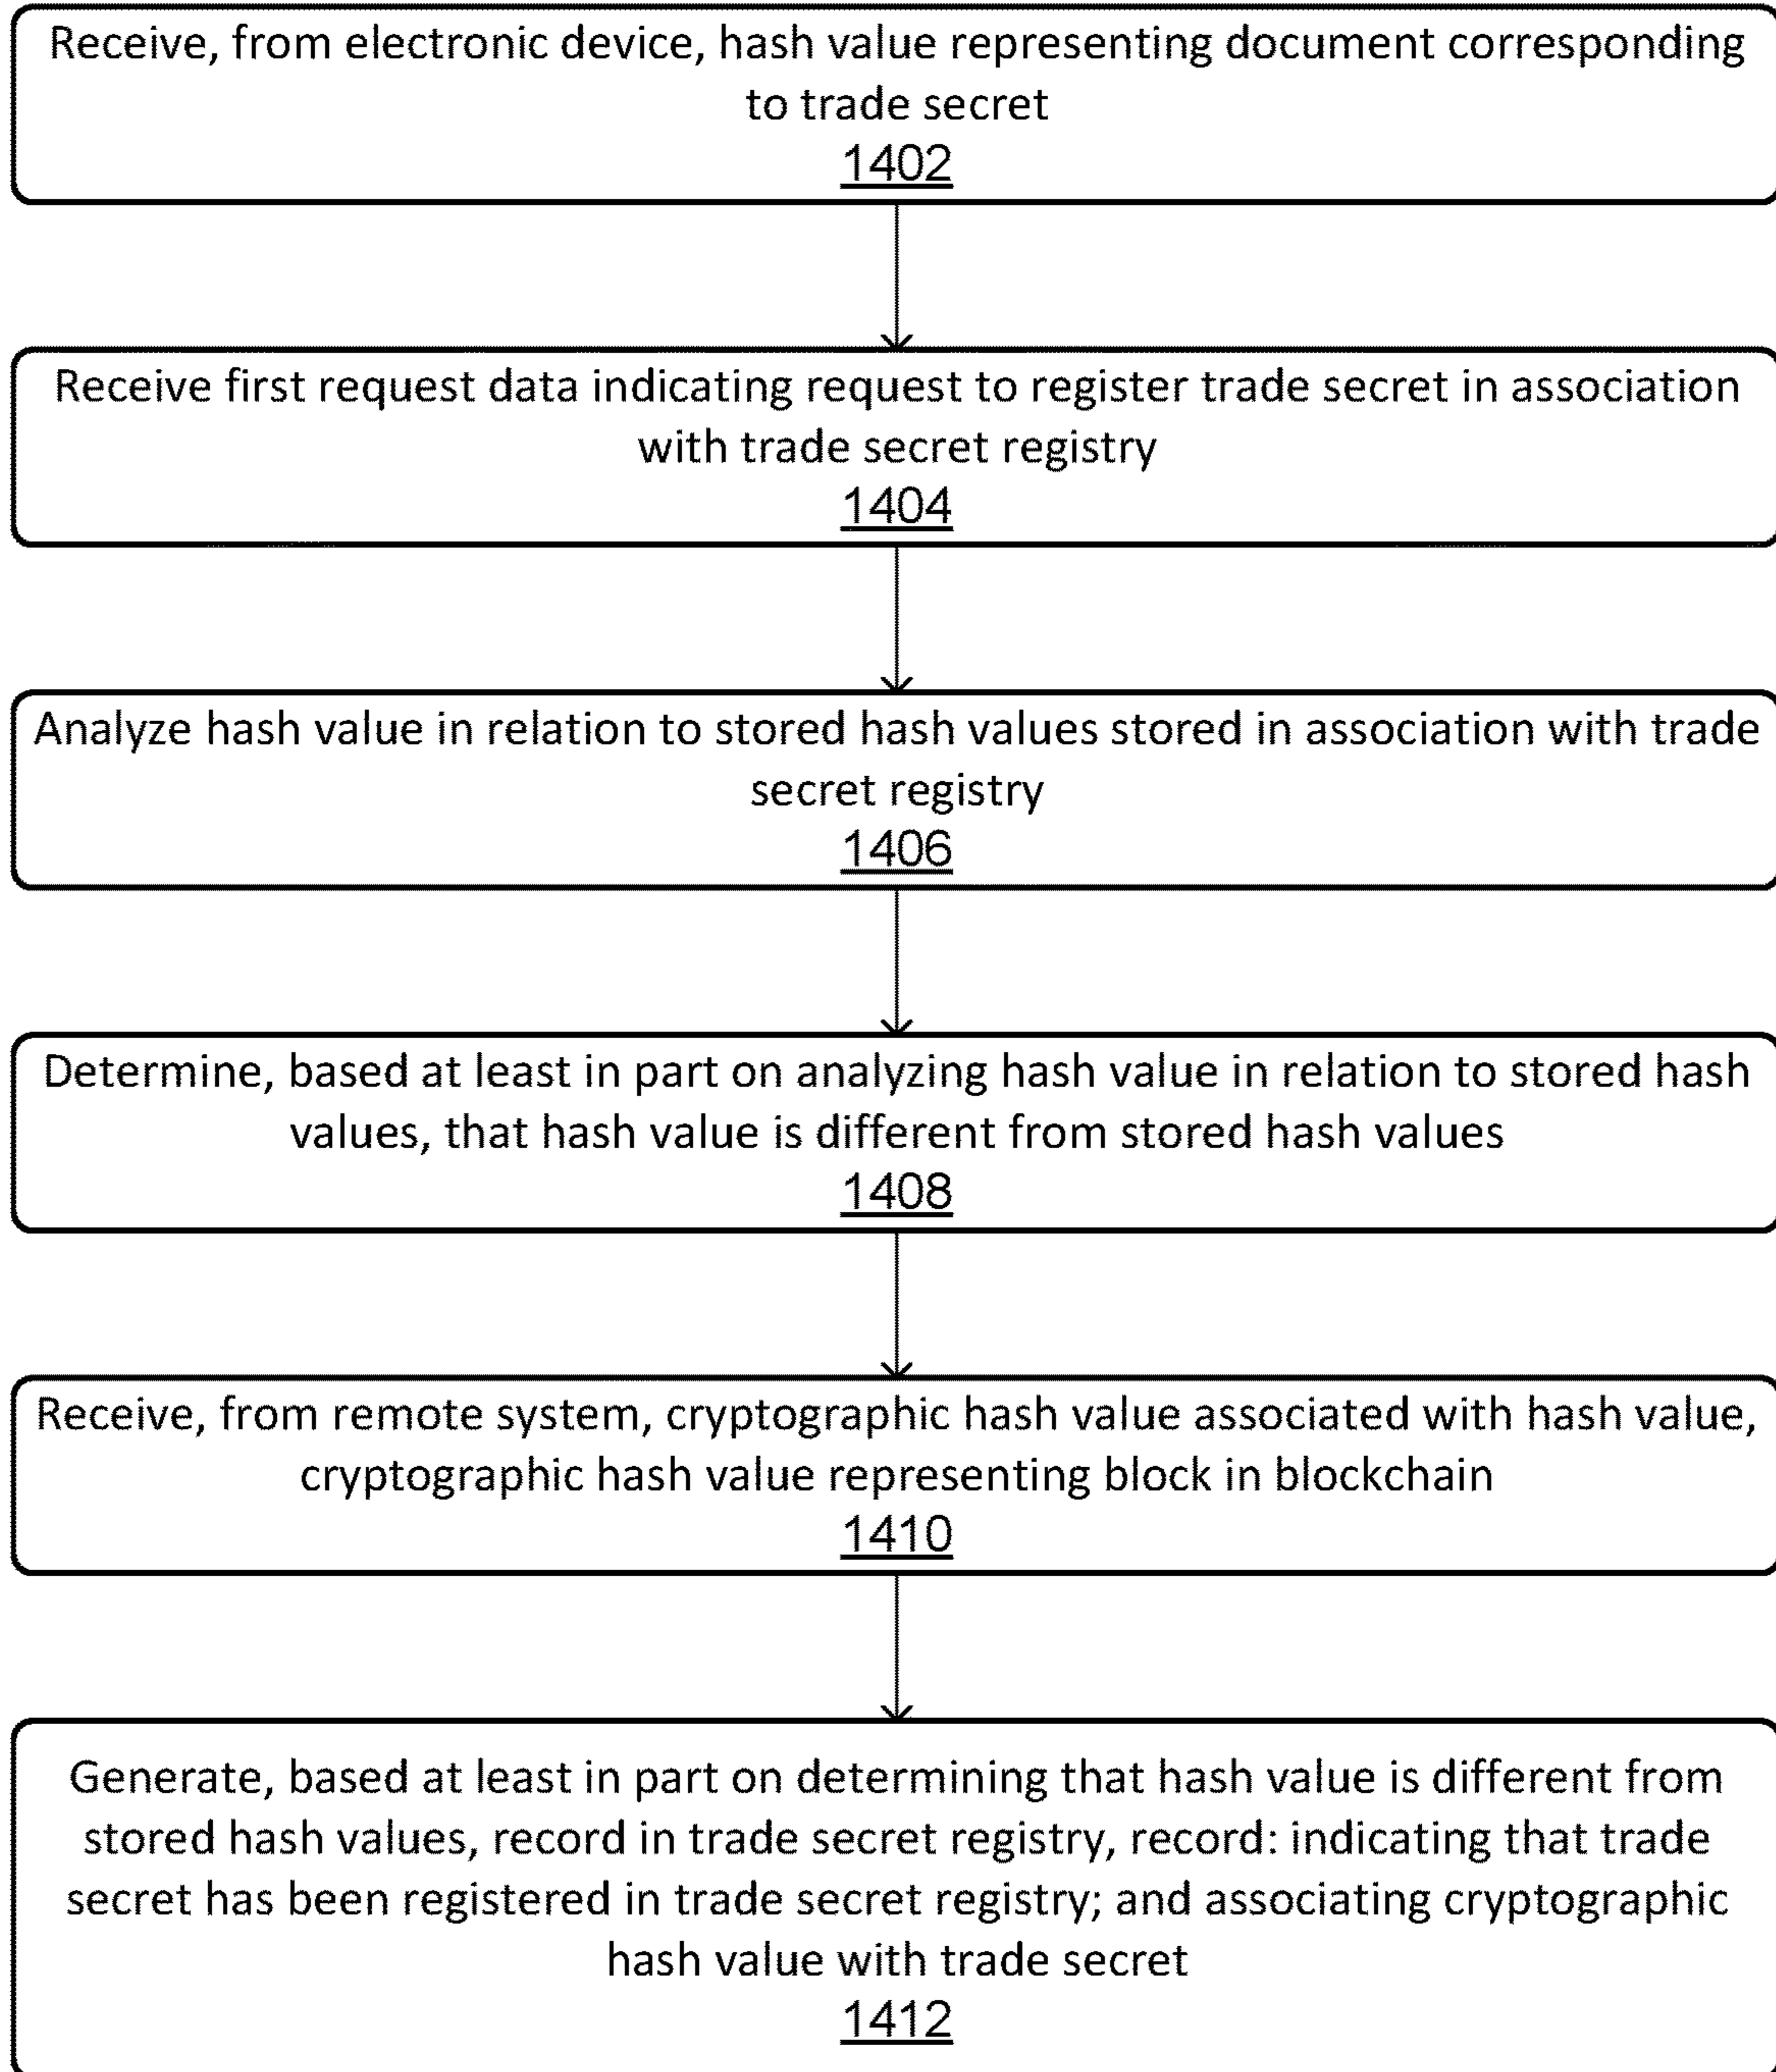 Receive, from electronic device, hash value representing document corresponding
to trade secret
1402
Receive first request data indicating request to register trade secret in association
with trade secret registry
1404
Analyze hash value in relation to stored hash values stored in association with trade
secret registry
1406
Determine, based at least in part on analyzing hash value in relation to stored hash
values, that hash value is different from stored hash values
1408
Receive, from remote system, cryptographic hash value associated with hash value,
cryptographic hash value representing block in blockchain
1410
Generate, based at least in part on determining that hash value is different from
stored hash values, record in trade secret registry, record: indicating that trade
secret has been registered in trade secret registry; and associating cryptographic
hash value with trade secret
1412